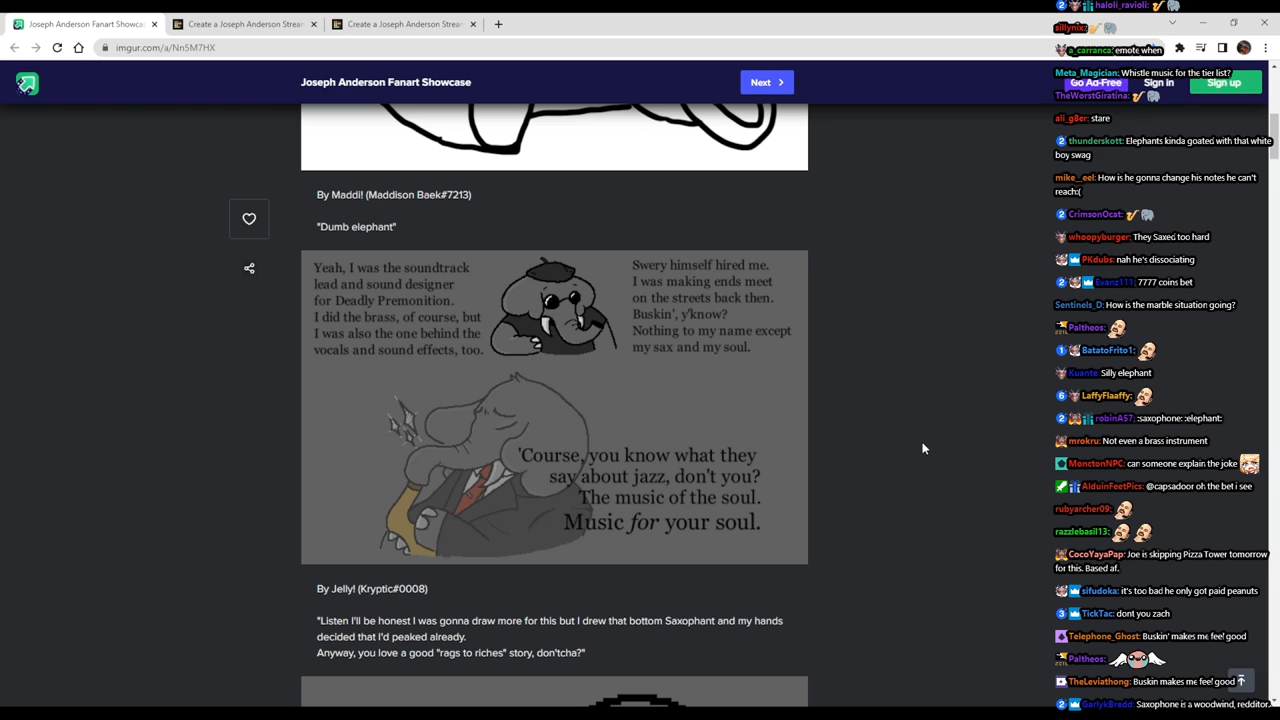 Joseph Anderson Fanart Showcas
Create a Joseph Anderson Stream
Create a Joseph Anderson Stream
imgur.com/a/Nn5M7HX
Joseph Anderson Fanart Showcase
Next
Go Ad-Free
Sign in
Sign up
By Maddi! (Maddison Baek#7213)
"Dumb elephant"
Yeah, I was the soundtrack
lead and sound designer
for Deadly Premonition.
I did the sax, of course, but
I was also the one behind the
vocals and sound effects, too.
Swery himself hired me.
I was making ends meet
on the streets back then.
Buskin', y'know?
Nothing to my name except
my sax and my soul.
'Course, you know what they
say about jazz, don't you?
The music of the soul.
Music for your soul.
By Jelly! (Kryptic#0008)
"Listen I'll be honest I was gonna draw more for this but I drew that bottom Saxophant and my hands
decided that I'd peaked already.
Anyway, you love a good "rags to riches" story, don'tcha?"
haloli_ravioli:
sillynix:
a_carranca: emote when
Meta_Magician: Whistle music for the tier list?
TheWorstGiratina:
ali_g8er: stare
thunderskott: Elephants kinda goated with that white
boy swag
mike__eel: How is he gonna change his notes he can't
reach:(
CrimsonOcat:
whoopyburger: They Saxed too hard
PKdubs: nah he's dissociating
Evanz111: 7777 coins bet
Sentinels_D: How is the marble situation going?
Paltheos:
BatatoFrito1:
Xuante: Silly elephant
LaffyFlaaffy:
robinA57: :saxophone: :elephant:
mrokru: Not even a brass instrument
MonctonNPC: can someone explain the joke
AlduinFeetPics: @capsadoor oh the bet i see
rubyarcher09:
razzlebasil13:
CocoYayaPap: Joe is skipping Pizza Tower tomorrow
for this. Based af.
sifudoka: it's too bad he only got paid peanuts
TickTac: dont you zach
Telephone_Ghost: Buskin' makes me feel good
Paltheos:
TheLeviathong: Buskin makes me feel good
GarlykBredd: Saxophone is a woodwind, redditor.